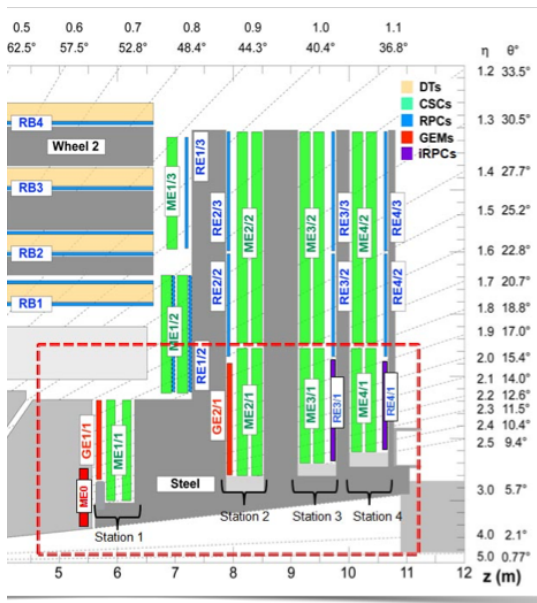 0.5 0.6 0.7 0.8 0.9 1.0 1.1
62.5° 57.5° 52.8° 48.4° 44.3° 40.4° 36.8° η θ°
1.2 33.5°
DTs
CSCs
RPCs
GEMs
iRPCs
1.3 30.5°
1.4 27.7°
1.5 25.2°
1.6 22.8°
1.7 20.7°
1.8 18.8°
1.9 17.0°
2.0 15.4°
2.1 14.0°
2.2 12.6°
2.3 11.5°
2.4 10.4°
2.5 9.4°
3.0 5.7°
4.0 2.1°
5.0 0.77°
RB4
Wheel 2
RB3
RB2
RB1
ME1/3
RE1/3
RE2/3
ME2/2
ME3/2
RE3/3
ME4/2
RE4/3
RE2/2
RE3/2
RE4/2
ME1/2
RE1/2
GE1/1
ME1/1
GE2/1
ME2/1
ME3/1
RE3/1
ME4/1
RE4/1
ME0
Steel
Station 1
Station 2
Station 3
Station 4
5 6 7 8 9 10 11 12
z (m)